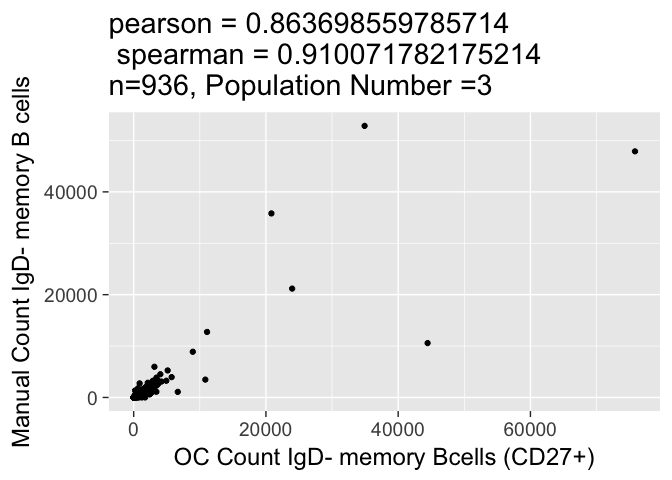 pearson = 0.863698559785714
spearman = 0.910071782175214
n=936, Population Number =3
Manual Count IgD- memory B cells
40000
20000
0
0
20000
40000
60000
OC Count IgD- memory Bcells (CD27+)